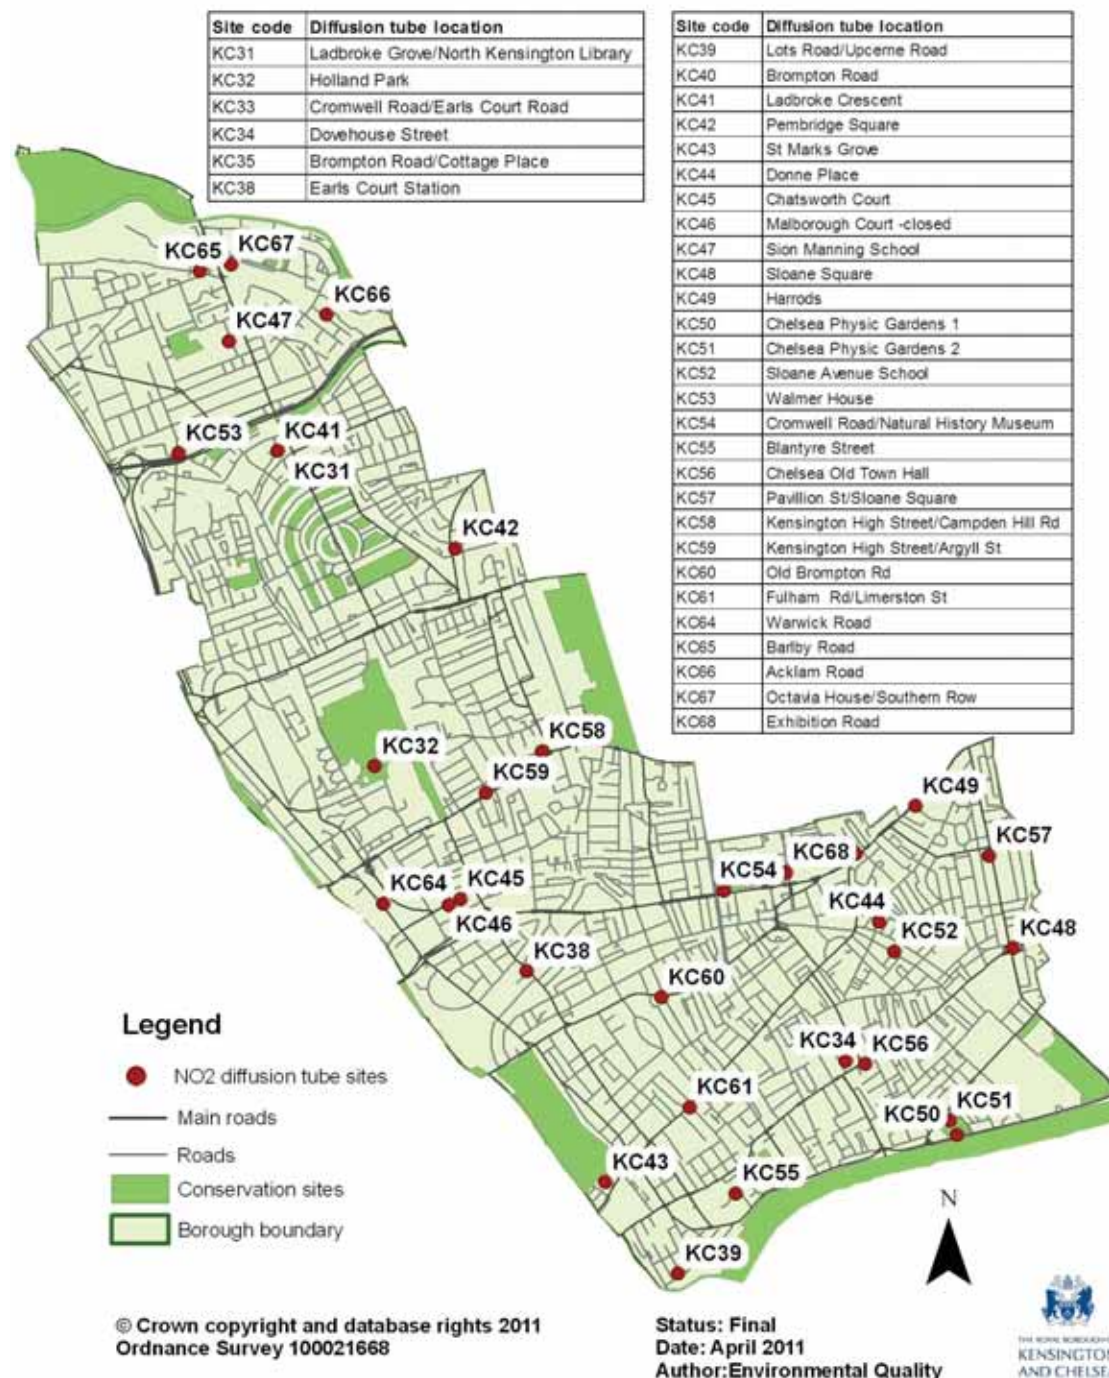 Site code Diffusion tube location
KC31 Ladbroke Grove/North Kensington Library
KC32 Holland Park
KC33 Cromwell Road/Earls Court Road
KC34 Dovehouse Street
KC35 Brompton Road/Cottage Place
KC38 Earls Court Station
Site code Diffusion tube location
KC39 Lots Road/Upcerne Road
KC40 Brompton Road
KC41 Ladbroke Crescent
KC42 Pembridge Square
KC43 St Marks Grove
KC44 Donne Place
KC45 Chatsworth Court
KC46 Malborough Court -closed
KC47 Sion Manning School
KC48 Sloane Square
KC49 Harrods
KC50 Chelsea Physic Gardens 1
KC51 Chelsea Physic Gardens 2
KC52 Sloane Avenue School
KC53 Walmer House
KC54 Cromwell Road/Natural History Museum
KC55 Blantyre Street
KC56 Chelsea Old Town Hall
KC57 Pavillion St/Sloane Square
KC58 Kensington High Street/Campden Hill Rd
KC59 Kensington High Street/Argyll St
KC60 Old Brompton Rd
KC61 Fulham Rd/Limerston St
KC64 Warwick Road
KC65 Barlby Road
KC66 Acklam Road
KC67 Octavia House/Southern Row
KC68 Exhibition Road
KC65 KC67
KC66
KC47
KC53
KC41
KC31
KC42
KC32
KC58
KC59
KC49
KC57
KC68
KC54
KC64
KC45
KC46
KC44
KC52
KC48
KC38
KC60
KC34
KC56
KC61
KC50
KC51
KC43
KC55
KC39
Legend
NO2 diffusion tube sites
Main roads
Roads
Conservation sites
Borough boundary
N
© Crown copyright and database rights 2011
Ordnance Survey 100021668
Status: Final
Date: April 2011
Author:Environmental Quality
THE ROYAL BOROUGH OF
KENSINGTON
AND CHELSEA